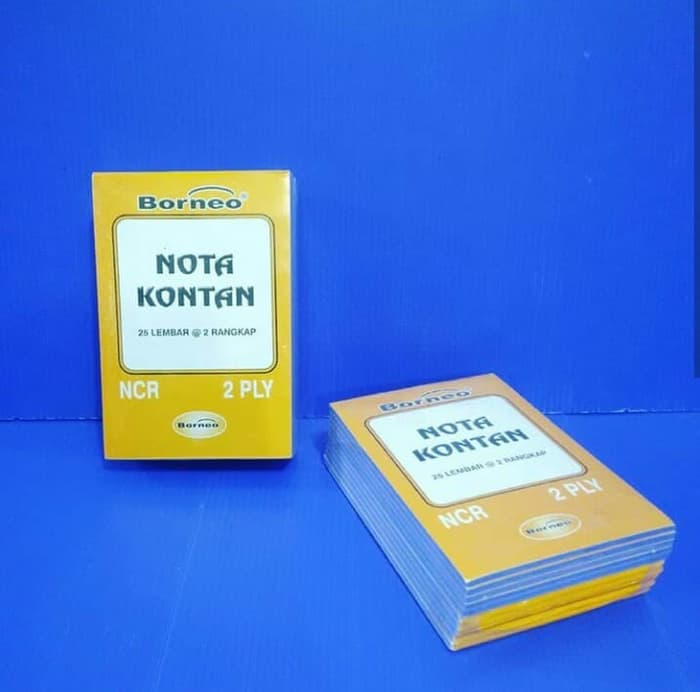 Borneo®
NOTA
KONTAN
25 LEMBAR @ 2 RANGKAP
NCR 2 PLY
Borneo
Borneo
NOTA
KONTAN
25 LEMBAR @ 2 RANGKAP
NCR 2 PLY
Borneo